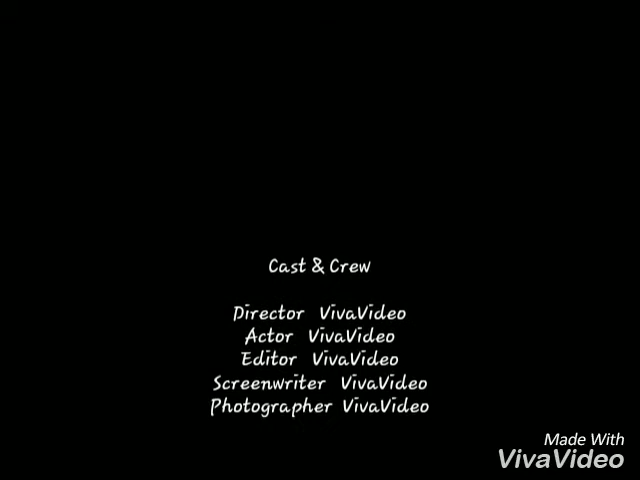 Cast & Crew
Director VivaVideo
Actor VivaVideo
Editor VivaVideo
Screenwriter VivaVideo
Photographer VivaVideo
Made With
VivaVideo